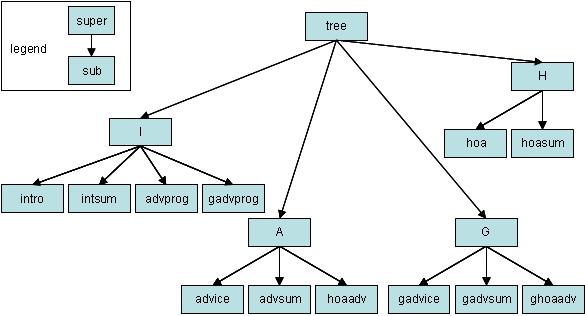 legend
super
sub
tree
H
hoa
hoasum
I
intro
intsum
advprog
gadvprog
A
G
advice
advsum
hoaadv
gadvice
gadvsum
ghoaadv